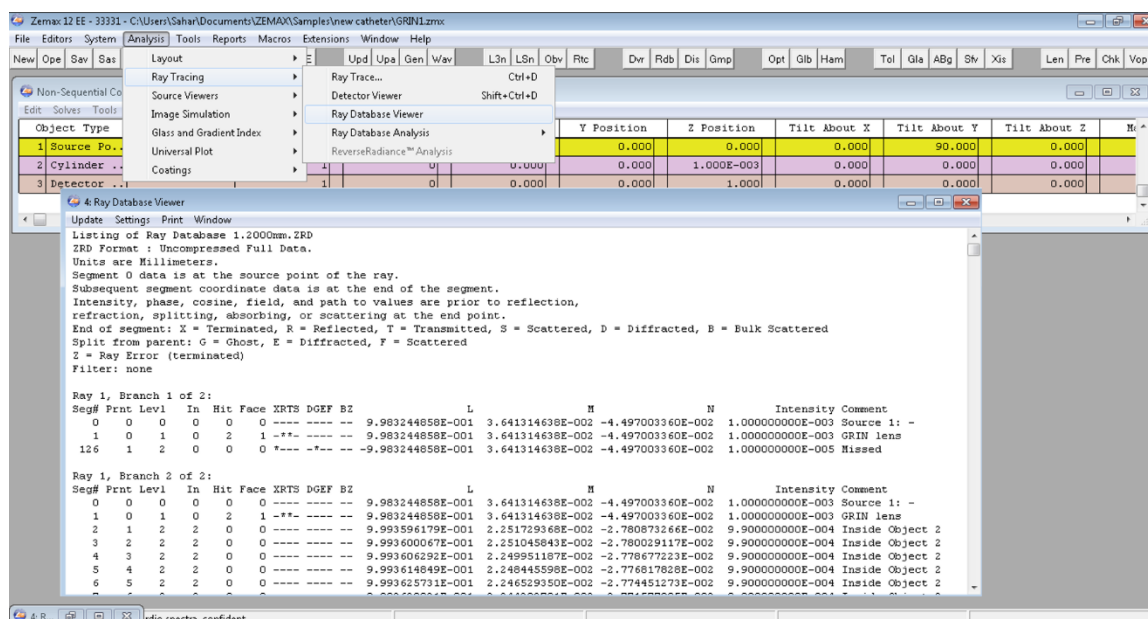 Zemax 12 EE - 33331 - C:\Users\Sahar\Documents\ZEMAX\Samples\new catheter\GRIN1.zmx
File Editors System Analysis Tools Reports Macros Extensions Window Help
New Ope Sav Sas E Upd Upa Gen Wav L3n LSn Obv Rtc Dvr Rdb Dis Gmp Opt Glb Ham Tol Gla ABg Sfv Xis Len Pre Chk Vop
Layout
Ray Tracing
Source Viewers
Image Simulation
Glass and Gradient Index
Universal Plot
Coatings
Ray Trace... Ctrl+D
Detector Viewer Shift+Ctrl+D
Ray Database Viewer
Ray Database Analysis
ReverseRadiance™ Analysis
Non-Sequential Co
Edit Solves Tools
Object Type Y Position Z Position Tilt About X Tilt About Y Tilt About Z
1 Source Po.. 0.000 0.000 0.000 90.000 0.000
2 Cylinder .. 1 0 0.000 0.000 1.000E-003 0.000 0.000 0.000
3 Detector .. 1 0 0.000 0.000 1.000 0.000 0.000 0.000
4: Ray Database Viewer
Update Settings Print Window
Listing of Ray Database 1.2000mm.ZRD
ZRD Format : Uncompressed Full Data.
Units are Millimeters.
Segment 0 data is at the source point of the ray.
Subsequent segment coordinate data is at the end of the segment.
Intensity, phase, cosine, field, and path to values are prior to reflection,
refraction, splitting, absorbing, or scattering at the end point.
End of segment: X = Terminated, R = Reflected, T = Transmitted, S = Scattered, D = Diffracted, B = Bulk Scattered
Split from parent: G = Ghost, E = Diffracted, F = Scattered
Z = Ray Error (terminated)
Filter: none
Ray 1, Branch 1 of 2:
Seg# Prnt Levl In Hit Face XRTS DGEF BZ L M N Intensity Comment
0 0 0 0 0 0 ---- ---- -- 9.983244858E-001 3.641314638E-002 -4.497003360E-002 1.000000000E-003 Source 1: -
1 0 1 0 2 1 -**- ---- -- 9.983244858E-001 3.641314638E-002 -4.497003360E-002 1.000000000E-003 GRIN lens
126 1 2 0 0 0 *--- -*-- -- -9.983244858E-001 3.641314638E-002 -4.497003360E-002 1.000000000E-005 Missed
Ray 1, Branch 2 of 2:
Seg# Prnt Levl In Hit Face XRTS DGEF BZ L M N Intensity Comment
0 0 0 0 0 0 ---- ---- -- 9.983244858E-001 3.641314638E-002 -4.497003360E-002 1.000000000E-003 Source 1: -
1 0 1 0 2 1 -**- ---- -- 9.983244858E-001 3.641314638E-002 -4.497003360E-002 1.000000000E-003 GRIN lens
2 1 2 2 0 0 ---- ---- -- 9.993596179E-001 2.251729368E-002 -2.780873266E-002 9.900000000E-004 Inside Object 2
3 2 2 2 0 0 ---- ---- -- 9.993600067E-001 2.251045843E-002 -2.780029117E-002 9.900000000E-004 Inside Object 2
4 3 2 2 0 0 ---- ---- -- 9.993606292E-001 2.249951187E-002 -2.778677223E-002 9.900000000E-004 Inside Object 2
5 4 2 2 0 0 ---- ---- -- 9.993614849E-001 2.248445598E-002 -2.776817828E-002 9.900000000E-004 Inside Object 2
6 5 2 2 0 0 ---- ---- -- 9.993625731E-001 2.246529350E-002 -2.774451273E-002 9.900000000E-004 Inside Object 2
4: R